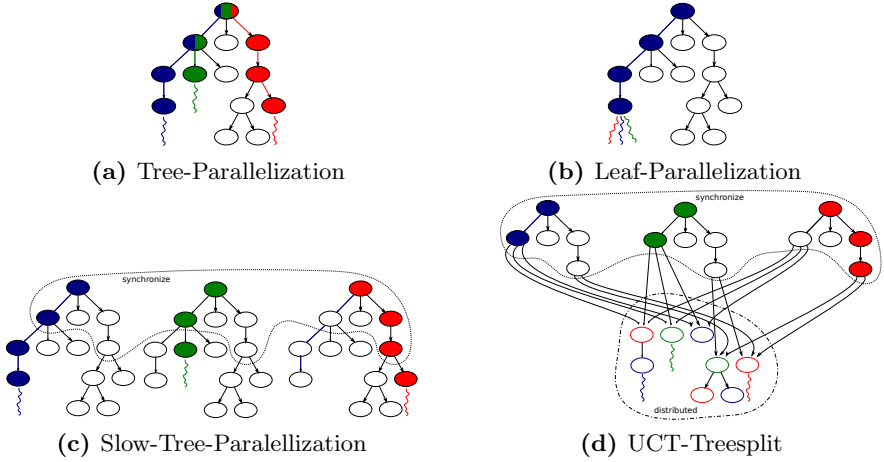 (a) Tree-Parallelization
(b) Leaf-Parallelization
synchronize
synchronize
distributed
(c) Slow-Tree-Paralellization
(d) UCT-Treesplit